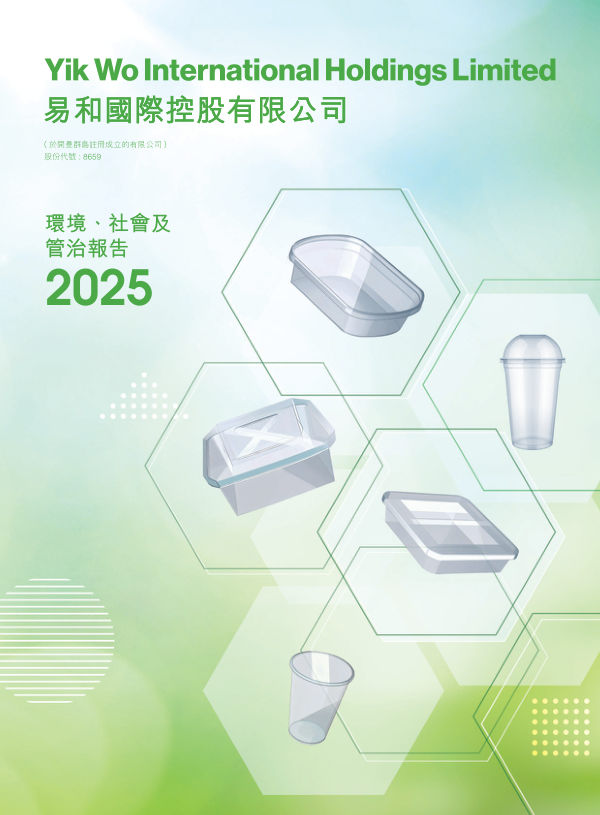 Yik Wo International Holdings Limited
易和國際控股有限公司
（於開曼群島註冊成立的有限公司）
股份代號：8659
環境、社會及
管治報告
2025